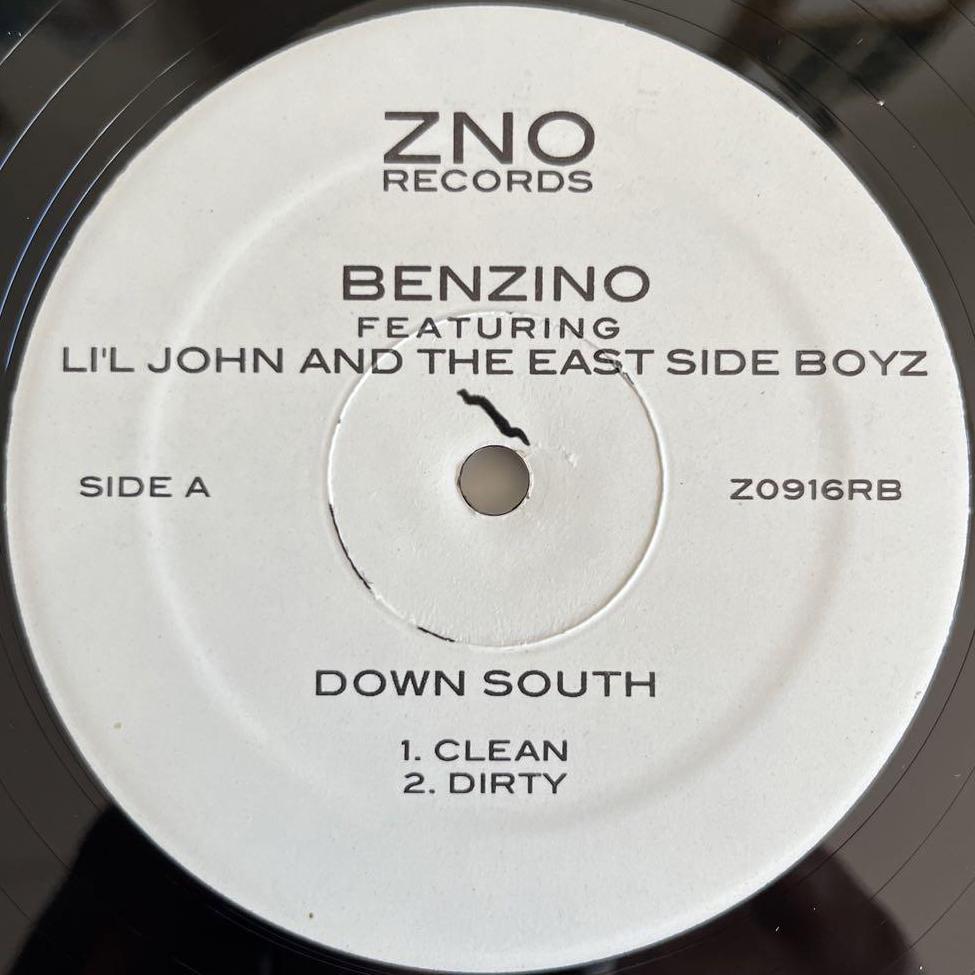 ZNO
RECORDS
BENZINO
FEATURING
LI'L JOHN AND THE EAST SIDE BOYZ
SIDE A
Z0916RB
DOWN SOUTH
1. CLEAN
2. DIRTY